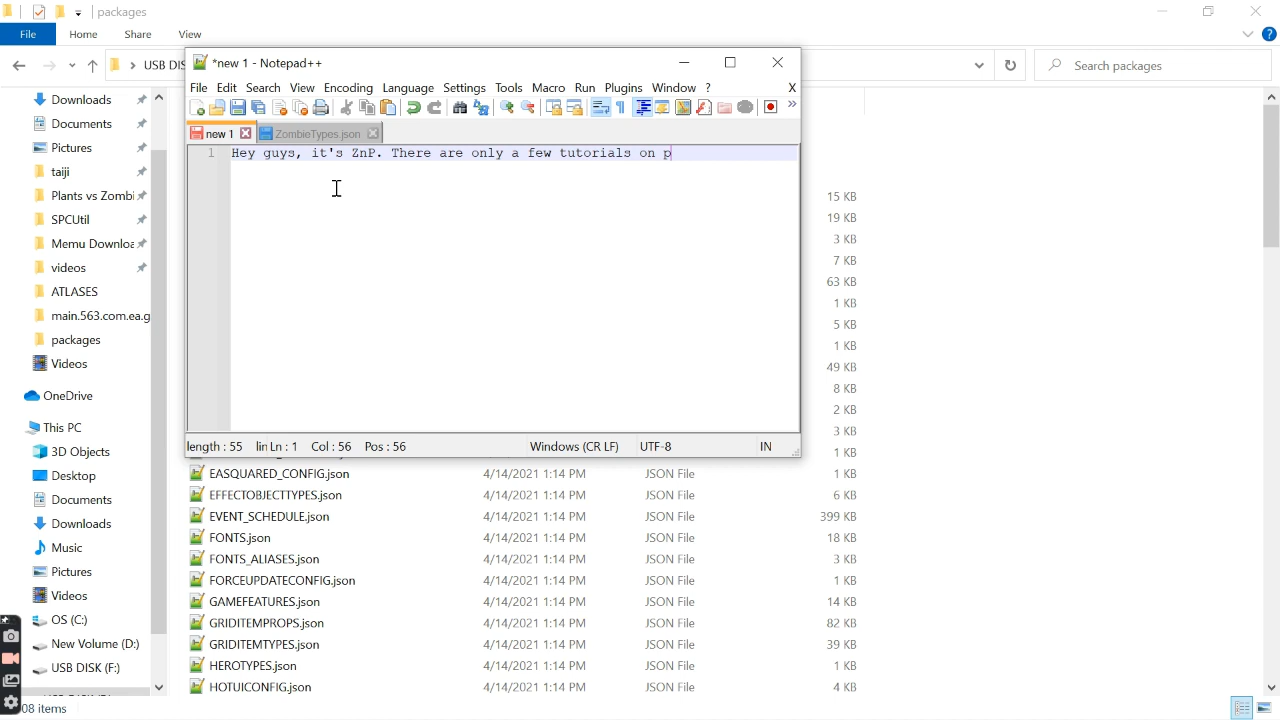 packages
File Home Share View
USB DIS
Search packages
*new 1 - Notepad++
File Edit Search View Encoding Language Settings Tools Macro Run Plugins Window ? X
new 1 ZombieTypes.json
1 Hey guys, it's ZnP. There are only a few tutorials on p
length : 55 lin Ln : 1 Col : 56 Pos : 56 Windows (CR LF) UTF-8 IN
Downloads
Documents
Pictures
taiji
Plants vs Zombi
SPCUtil
Memu Downloa
videos
ATLASES
main.563.com.ea.g
packages
Videos
OneDrive
This PC
3D Objects
Desktop
Documents
Downloads
Music
Pictures
Videos
OS (C:)
New Volume (D:)
USB DISK (F:)
15 KB
19 KB
3 KB
7 KB
63 KB
1 KB
5 KB
1 KB
49 KB
8 KB
2 KB
3 KB
1 KB
EASQUARED_CONFIG.json 4/14/2021 1:14 PM JSON File 1 KB
EFFECTOBJECTTYPES.json 4/14/2021 1:14 PM JSON File 6 KB
EVENT_SCHEDULE.json 4/14/2021 1:14 PM JSON File 399 KB
FONTS.json 4/14/2021 1:14 PM JSON File 18 KB
FONTS_ALIASES.json 4/14/2021 1:14 PM JSON File 3 KB
FORCEUPDATECONFIG.json 4/14/2021 1:14 PM JSON File 1 KB
GAMEFEATURES.json 4/14/2021 1:14 PM JSON File 14 KB
GRIDITEMPROPS.json 4/14/2021 1:14 PM JSON File 82 KB
GRIDITEMTYPES.json 4/14/2021 1:14 PM JSON File 39 KB
HEROTYPES.json 4/14/2021 1:14 PM JSON File 1 KB
HOTUICONFIG.json 4/14/2021 1:14 PM JSON File 4 KB
08 items